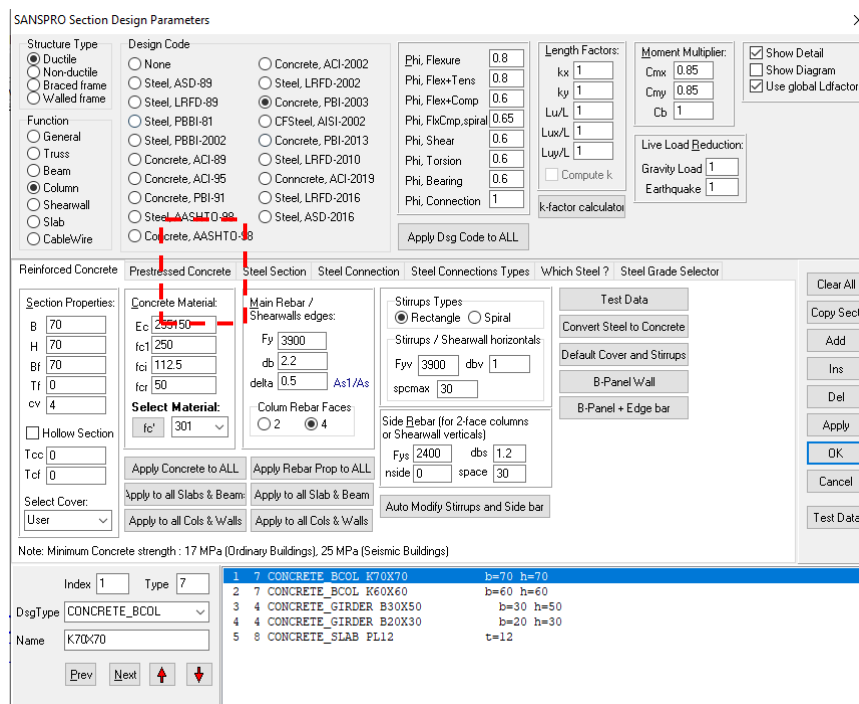 SANSPRO Section Design Parameters
Structure Type
Ductile
Non-ductile
Braced frame
Walled frame
Function
General
Truss
Beam
Column
Shearwall
Slab
CableWire
Design Code
None
Steel, ASD-89
Steel, LRFD-89
Steel, PBBI-81
Steel, PBBI-2002
Concrete, ACI-89
Concrete, ACI-95
Concrete, PBI-91
Steel, AASHTO-98
Concrete, AASHTO-98
Concrete, ACI-2002
Steel, LRFD-2002
Concrete, PBI-2003
CFSteel, AISI-2002
Concrete, PBI-2013
Steel, LRFD-2010
Conncrete, ACI-2019
Steel, LRFD-2016
Steel, ASD-2016
Phi, Flexure 0.8
Phi, Flex+Tens 0.8
Phi, Flex+Comp 0.6
Phi, FlxCmp,spiral 0.65
Phi, Shear 0.6
Phi, Torsion 0.6
Phi, Bearing 0.6
Phi, Connection 1
Apply Dsg Code to ALL
Length Factors:
kx 1
ky 1
Lu/L 1
Lux/L 1
Luy/L 1
Compute k
k-factor calculator
Moment Multiplier:
Cmx 0.85
Cmy 0.85
Cb 1
Live Load Reduction:
Gravity Load 1
Earthquake 1
Show Detail
Show Diagram
Use global Ldfactor
Reinforced Concrete Prestressed Concrete Steel Section Steel Connection Steel Connections Types Which Steel ? Steel Grade Selector
Section Properties:
B 70
H 70
Bf 70
Tf 0
cv 4
Hollow Section
Tcc 0
Tcf 0
Select Cover:
User
Concrete Material:
Ec 255150
fc1 250
fci 112.5
fcr 50
Select Material:
fc' 301
Apply Concrete to ALL
Apply to all Slabs & Beams
Apply to all Cols & Walls
Main Rebar /
Shearwalls edges:
Fy 3900
db 2.2
delta 0.5 As1/As
Colum Rebar Faces
2 4
Apply Rebar Prop to ALL
Apply to all Slab & Beam
Apply to all Cols & Walls
Stirrups Types
Rectangle Spiral
Stirrups / Shearwall horizontals
Fyv 3900 dbv 1
spcmax 30
Side Rebar (for 2-face columns
or Shearwall verticals)
Fys 2400 dbs 1.2
nside 0 space 30
Auto Modify Stirrups and Side bar
Test Data
Convert Steel to Concrete
Default Cover and Stirrups
B-Panel Wall
B-Panel + Edge bar
Clear All
Copy Sect
Add
Ins
Del
Apply
OK
Cancel
Test Data
Note: Minimum Concrete strength : 17 MPa (Ordinary Buildings), 25 MPa (Seismic Buildings)
Index 1 Type 7
DsgType CONCRETE_BCOL
Name K70X70
Prev Next
1 7 CONCRETE_BCOL K70X70 b=70 h=70
2 7 CONCRETE_BCOL K60X60 b=60 h=60
3 4 CONCRETE_GIRDER B30X50 b=30 h=50
4 4 CONCRETE_GIRDER B20X30 b=20 h=30
5 8 CONCRETE_SLAB PL12 t=12